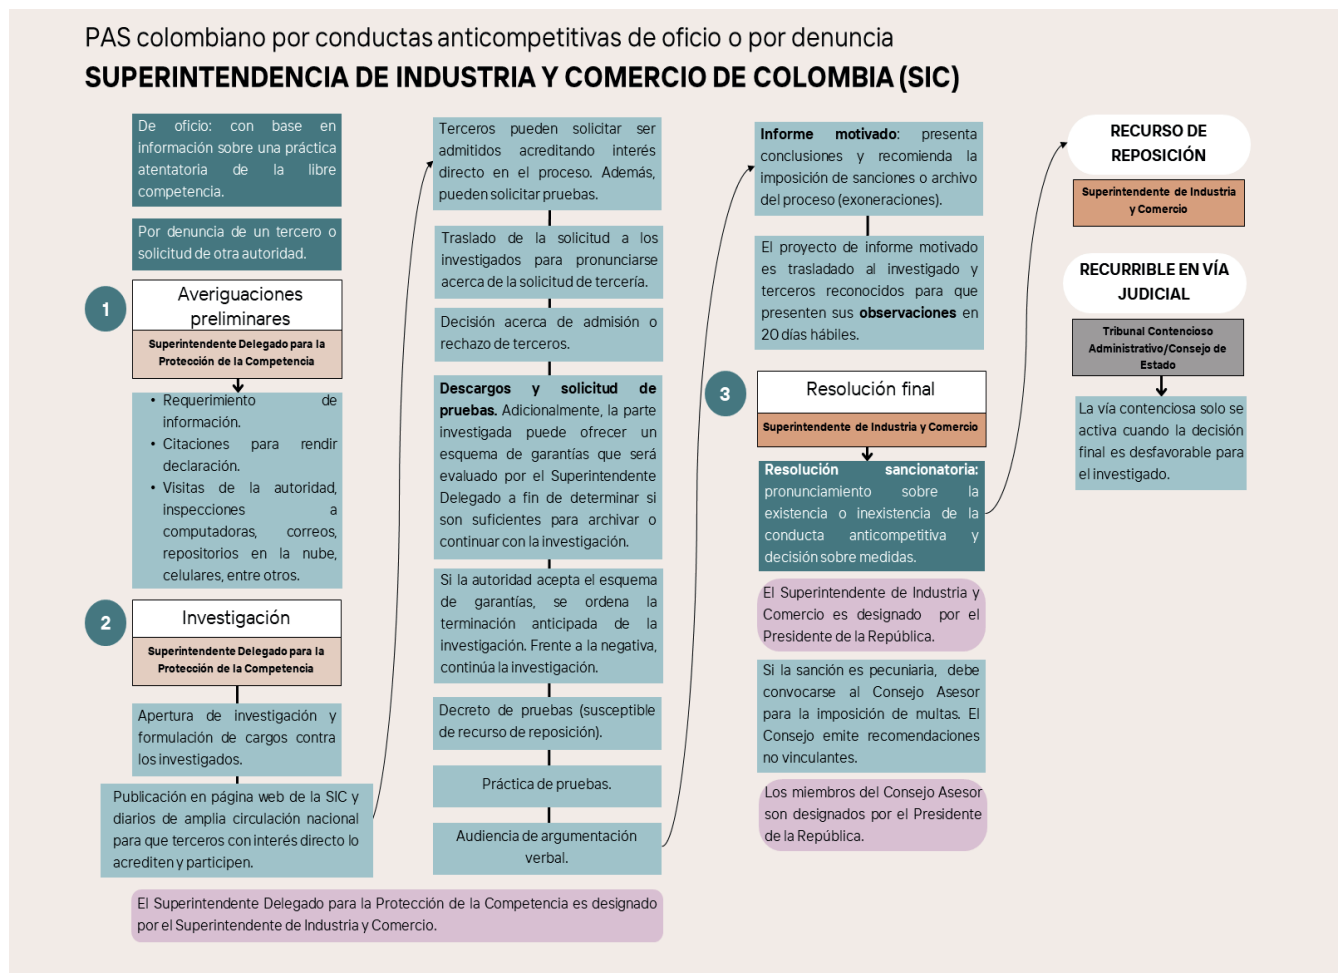 PAS colombiano por conductas anticompetitivas de oficio o por denuncia
SUPERINTENDENCIA DE INDUSTRIA Y COMERCIO DE COLOMBIA (SIC)
De oficio: con base en
información sobre una práctica
atentatoria de la libre
competencia.
Por denuncia de un tercero o
solicitud de otra autoridad.
1
Averiguaciones
preliminares
Superintendente Delegado para la
Protección de la Competencia
• Requerimiento de
información.
• Citaciones para rendir
declaración.
• Visitas de la autoridad,
inspecciones a
computadoras, correos,
repositorios en la nube,
celulares, entre otros.
2
Investigación
Superintendente Delegado para la
Protección de la Competencia
Apertura de investigación y
formulación de cargos contra
los investigados.
Publicación en página web de la SIC y
diarios de amplia circulación nacional
para que terceros con interés directo lo
acrediten y participen.
El Superintendente Delegado para la Protección de la Competencia es designado
por el Superintendente de Industria y Comercio.
Terceros pueden solicitar ser
admitidos acreditando interés
directo en el proceso. Además,
pueden solicitar pruebas.
Traslado de la solicitud a los
investigados para pronunciarse
acerca de la solicitud de tercería.
Decisión acerca de admisión o
rechazo de terceros.
Descargos y solicitud de
pruebas. Adicionalmente, la parte
investigada puede ofrecer un
esquema de garantías que será
evaluado por el Superintendente
Delegado a fin de determinar si
son suficientes para archivar o
continuar con la investigación.
Si la autoridad acepta el esquema
de garantías, se ordena la
terminación anticipada de la
investigación. Frente a la negativa,
continúa la investigación.
Decreto de pruebas (susceptible
de recurso de reposición).
Práctica de pruebas.
Audiencia de argumentación
verbal.
Informe motivado: presenta
conclusiones y recomienda la
imposición de sanciones o archivo
del proceso (exoneraciones).
El proyecto de informe motivado
es trasladado al investigado y
terceros reconocidos para que
presenten sus observaciones en
20 días hábiles.
3
Resolución final
Superintendente de Industria y Comercio
Resolución sancionatoria:
pronunciamiento sobre la
existencia o inexistencia de la
conducta anticompetitiva y
decisión sobre medidas.
El Superintendente de Industria y
Comercio es designado por el
Presidente de la República.
Si la sanción es pecuniaria, debe
convocarse al Consejo Asesor
para la imposición de multas. El
Consejo emite recomendaciones
no vinculantes.
Los miembros del Consejo Asesor
son designados por el Presidente
de la República.
RECURSO DE
REPOSICIÓN
Superintendente de Industria
y Comercio
RECURRIBLE EN VÍA
JUDICIAL
Tribunal Contencioso
Administrativo/Consejo de
Estado
La vía contenciosa solo se
activa cuando la decisión
final es desfavorable para
el investigado.